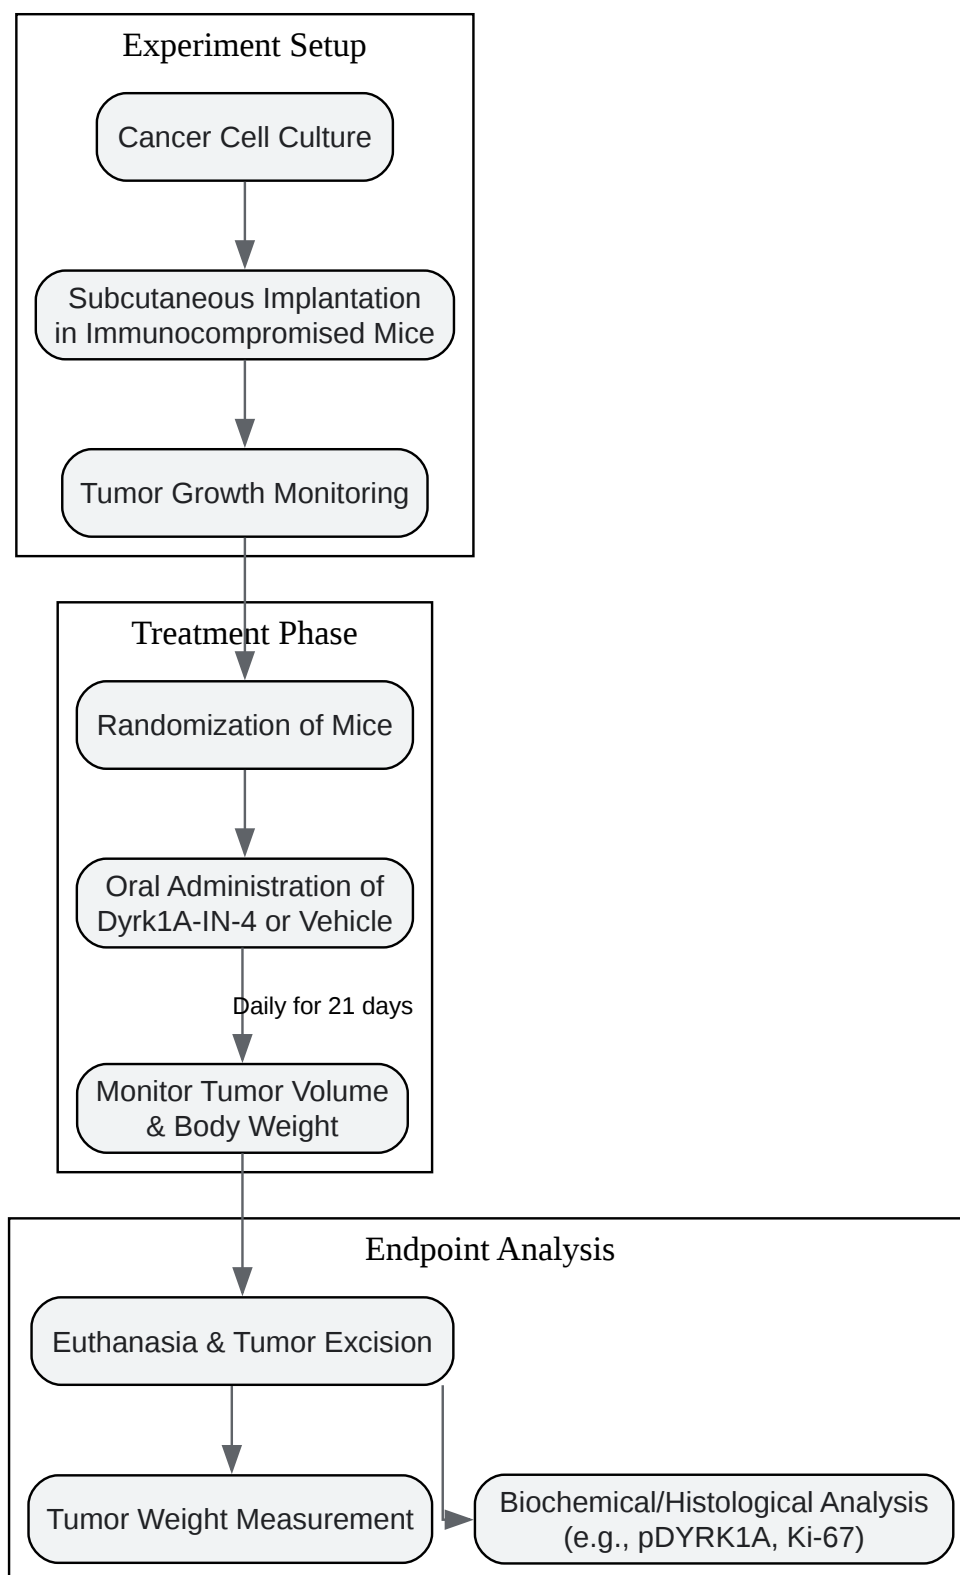 Experiment Setup
Cancer Cell Culture
Subcutaneous Implantation
in Immunocompromised Mice
Tumor Growth Monitoring
Treatment Phase
Randomization of Mice
Oral Administration of
Dyrk1A-IN-4 or Vehicle
Daily for 21 days
Monitor Tumor Volume
& Body Weight
Endpoint Analysis
Euthanasia & Tumor Excision
Tumor Weight Measurement
Biochemical/Histological Analysis
(e.g., pDYRK1A, Ki-67)